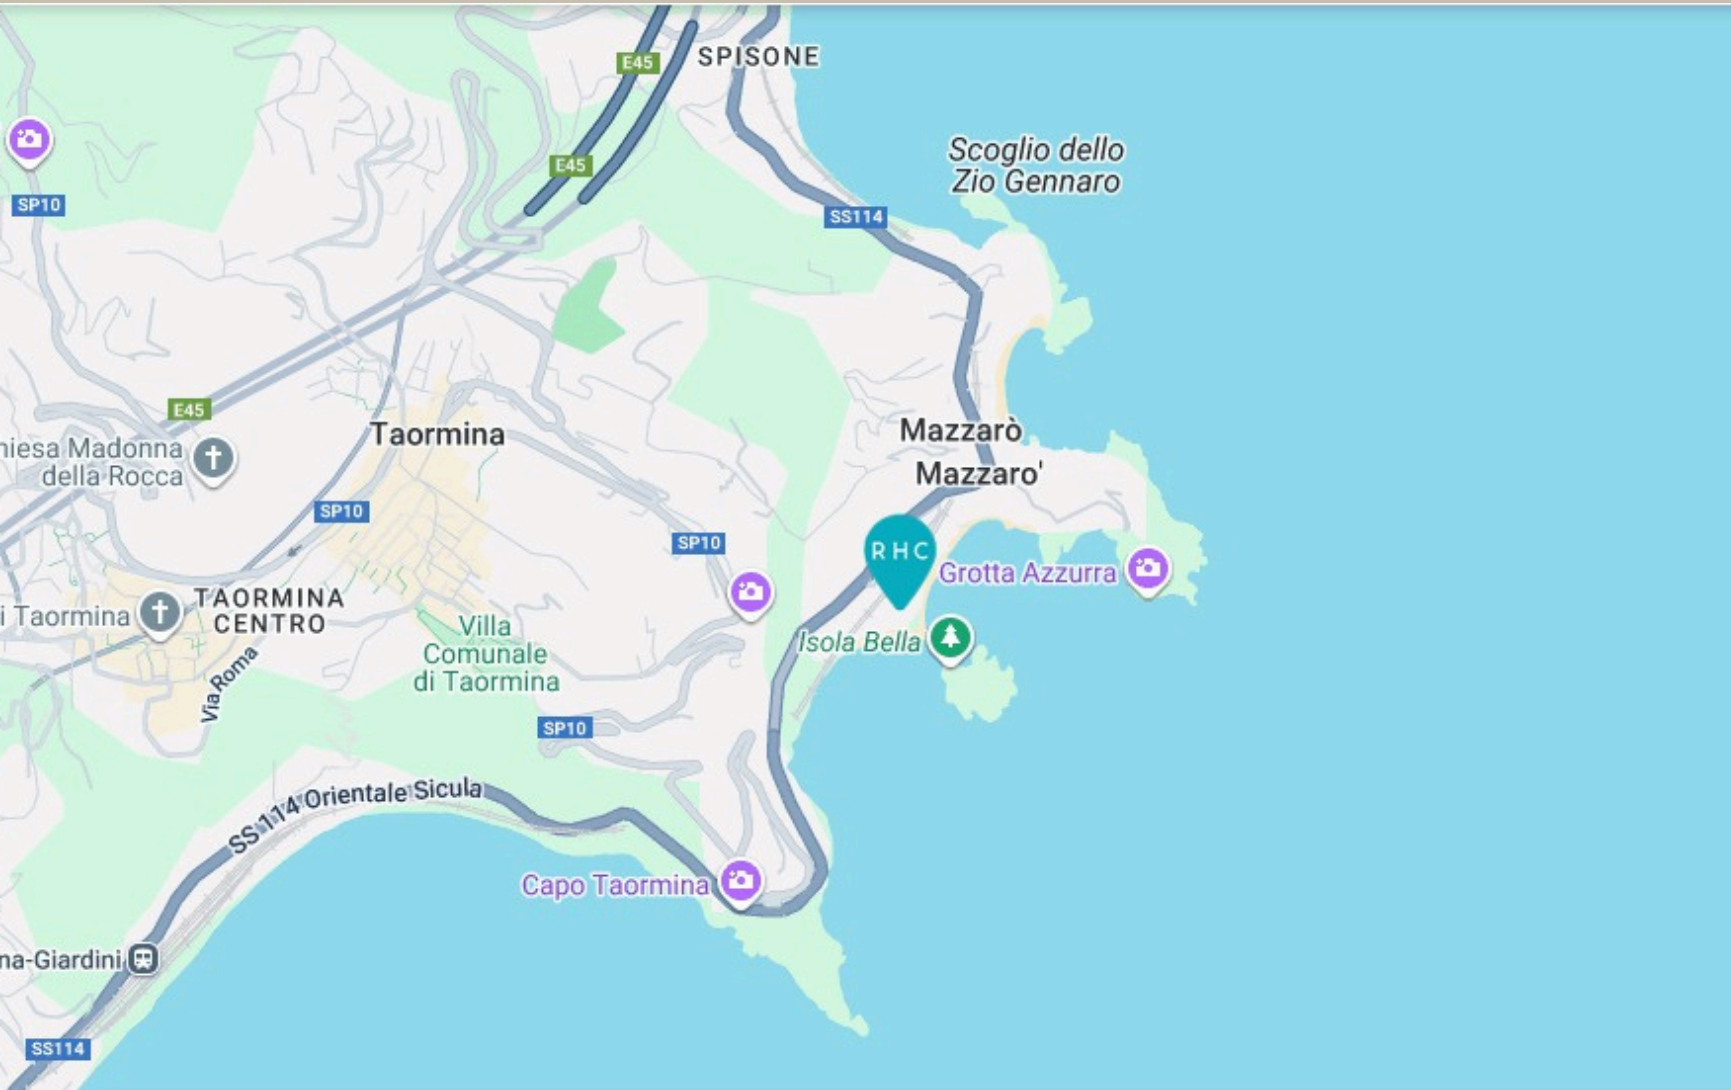 SPISONE
E45
Scoglio dello
Zio Gennaro
E45
SP10
SS114
E45
Taormina
Mazzarò
hiesa Madonna
della Rocca
Mazzaro'
SP10
SP10
RHC
Grotta Azzurra
TAORMINA
CENTRO
i Taormina
Villa
Comunale
di Taormina
Isola Bella
Via Roma
SP10
SS 114 Orientale Sicula
Capo Taormina
na-Giardini
SS114